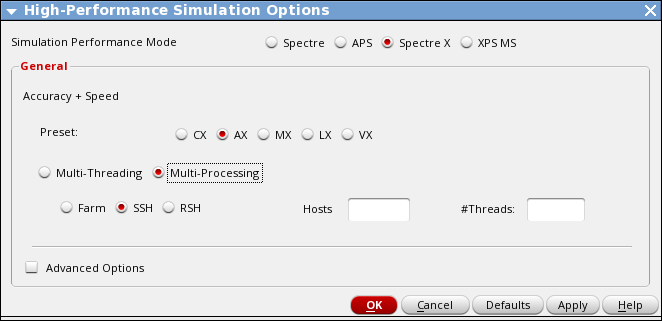 High-Performance Simulation Options
Simulation Performance Mode Spectre APS Spectre X XPS MS
General
Accuracy + Speed
Preset: CX AX MX LX VX
Multi-Threading Multi-Processing
Farm SSH RSH Hosts #Threads:
Advanced Options
OK Cancel Defaults Apply Help